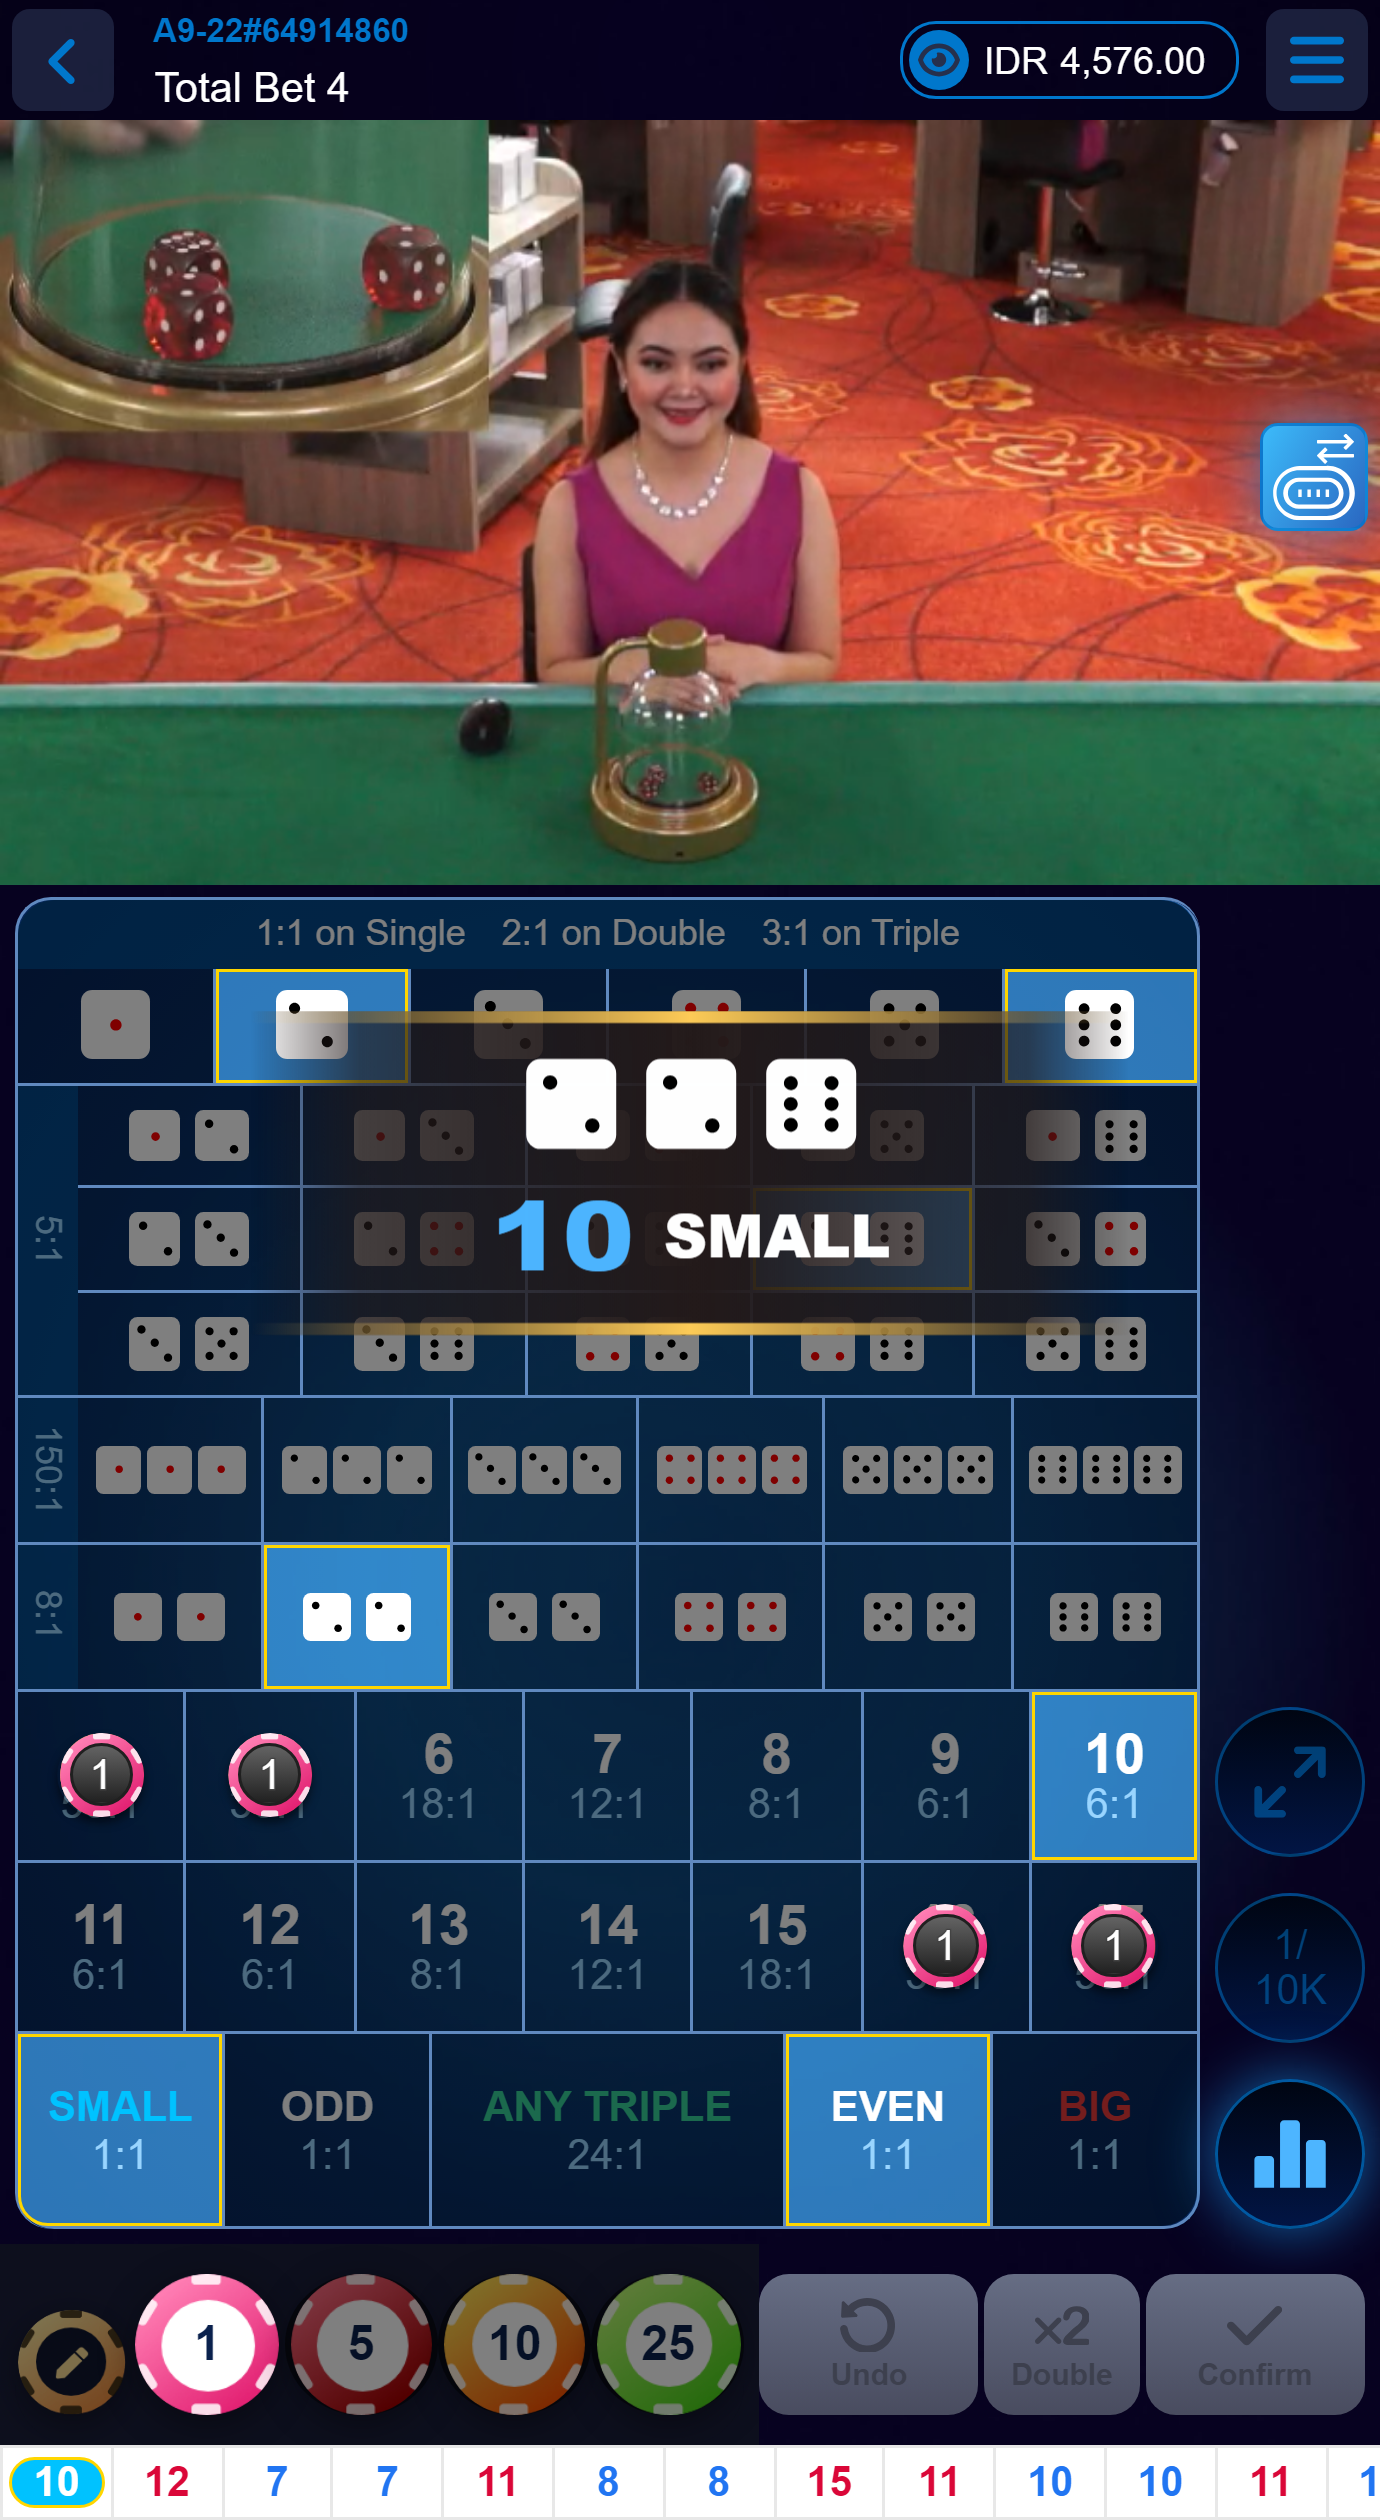 A9-22#64914860
Total Bet 4
IDR 4,576.00
1:1 on Single 2:1 on Double 3:1 on Triple
10 SMALL
5:1
150:1
8:1
1 1
6 7 8 9 10
18:1 12:1 8:1 6:1 6:1
11 12 13 14 15 1 1
6:1 6:1 8:1 12:1 18:1
SMALL ODD ANY TRIPLE EVEN BIG
1:1 1:1 24:1 1:1 1:1
1/
10K
1 5 10 25
x2
Undo Double Confirm
10 12 7 7 11 8 8 15 11 10 10 11